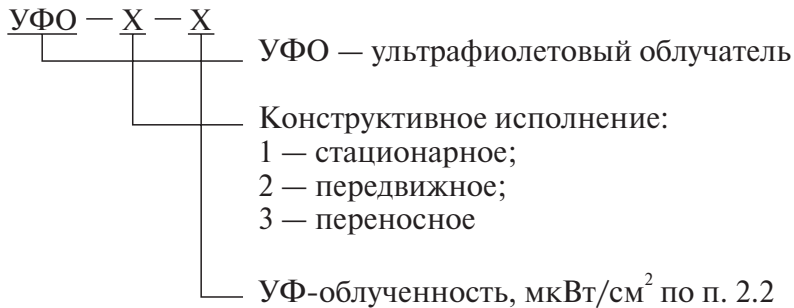 УФО — Х — Х
УФО — ультрафиолетовый облучатель
Конструктивное исполнение:
1 — стационарное;
2 — передвижное;
3 — переносное
УФ-облученность, мкВт/см² по п. 2.2